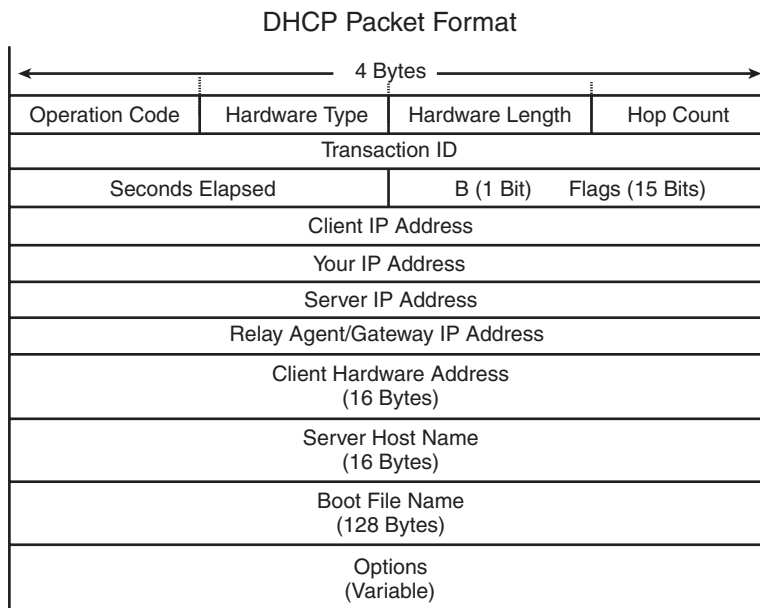 DHCP Packet Format
4 Bytes
Operation Code Hardware Type Hardware Length Hop Count
Transaction ID
Seconds Elapsed B (1 Bit) Flags (15 Bits)
Client IP Address
Your IP Address
Server IP Address
Relay Agent/Gateway IP Address
Client Hardware Address
(16 Bytes)
Server Host Name
(16 Bytes)
Boot File Name
(128 Bytes)
Options
(Variable)